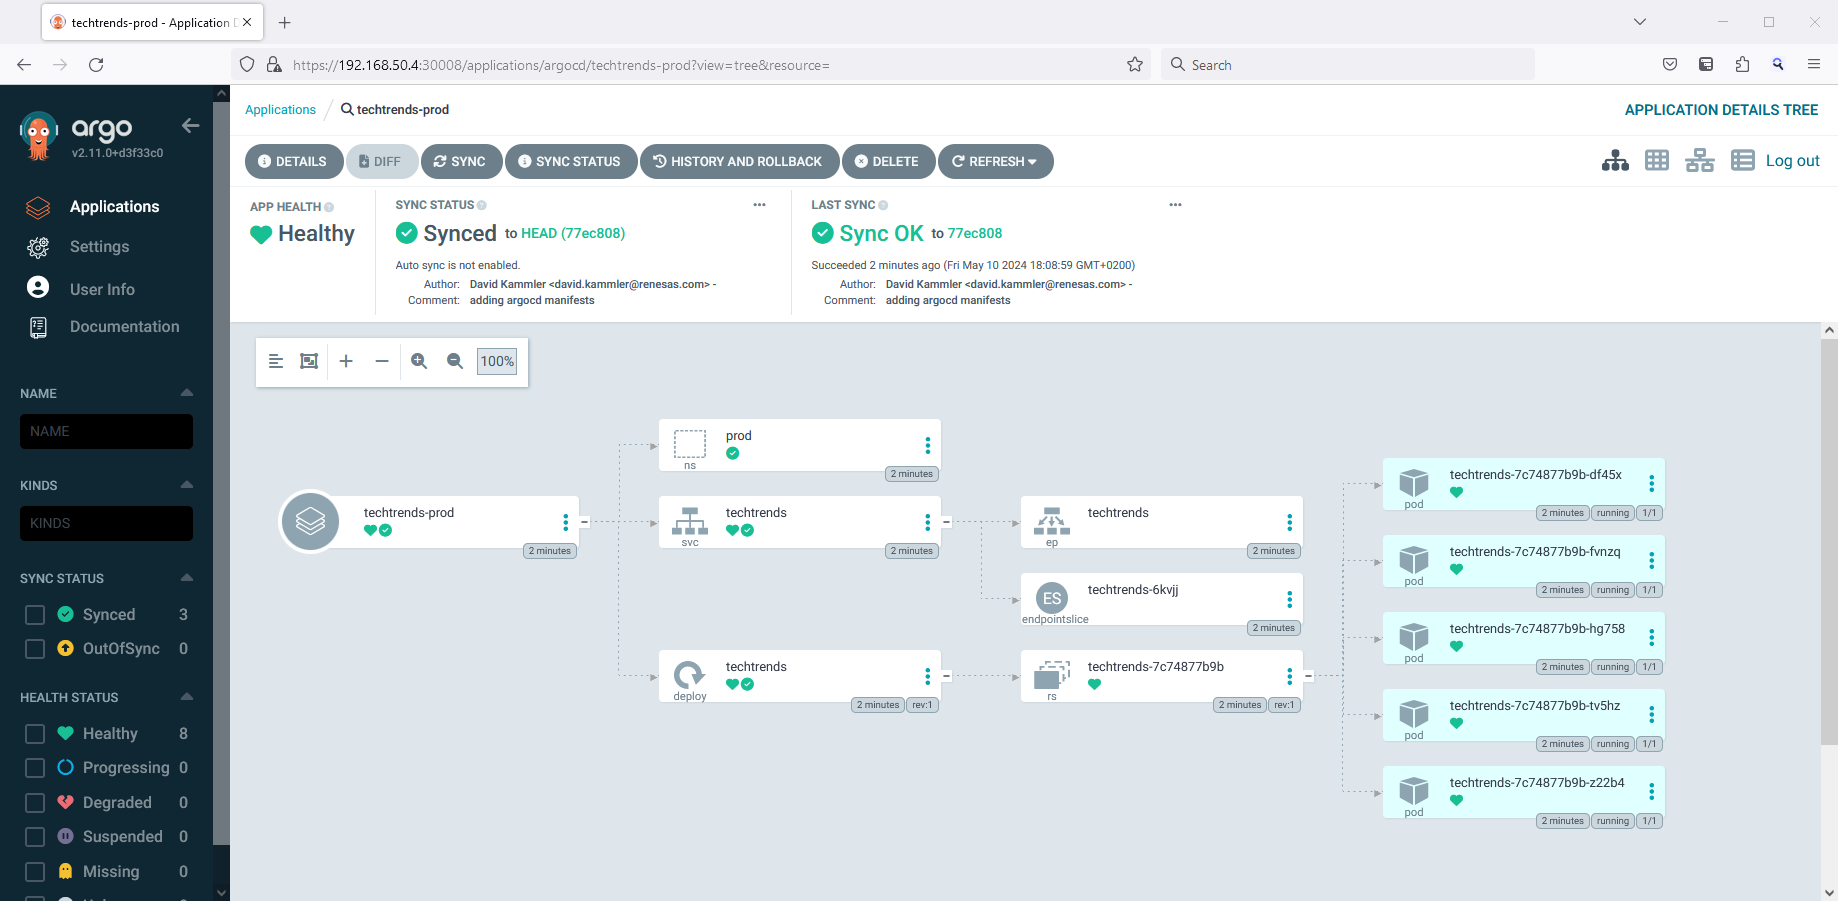 techtrends-prod - Application D
https://192.168.50.4:30008/applications/argocd/techtrends-prod?view=tree&resource=
Search
argo
v2.11.0+d3f33c0
Applications
Settings
User Info
Documentation
NAME
NAME
KINDS
KINDS
SYNC STATUS
Synced 3
OutOfSync 0
HEALTH STATUS
Healthy 8
Progressing 0
Degraded 0
Suspended 0
Missing 0
Applications / techtrends-prod
APPLICATION DETAILS TREE
DETAILS DIFF SYNC SYNC STATUS HISTORY AND ROLLBACK DELETE REFRESH
Log out
APP HEALTH
Healthy
SYNC STATUS
Synced to HEAD (77ec808)
Auto sync is not enabled.
Author: David Kammler <david.kammler@renesas.com> -
Comment: adding argocd manifests
LAST SYNC
Sync OK to 77ec808
Succeeded 2 minutes ago (Fri May 10 2024 18:08:59 GMT+0200)
Author: David Kammler <david.kammler@renesas.com> -
Comment: adding argocd manifests
100%
techtrends-prod
2 minutes
prod
ns
2 minutes
techtrends
svc
2 minutes
techtrends
deploy
2 minutes rev:1
techtrends
ep
2 minutes
ES
techtrends-6kvjj
endpointslice
2 minutes
techtrends-7c74877b9b
rs
2 minutes rev:1
techtrends-7c74877b9b-df45x
pod
2 minutes running 1/1
techtrends-7c74877b9b-fvnzq
pod
2 minutes running 1/1
techtrends-7c74877b9b-hg758
pod
2 minutes running 1/1
techtrends-7c74877b9b-tv5hz
pod
2 minutes running 1/1
techtrends-7c74877b9b-z22b4
pod
2 minutes running 1/1